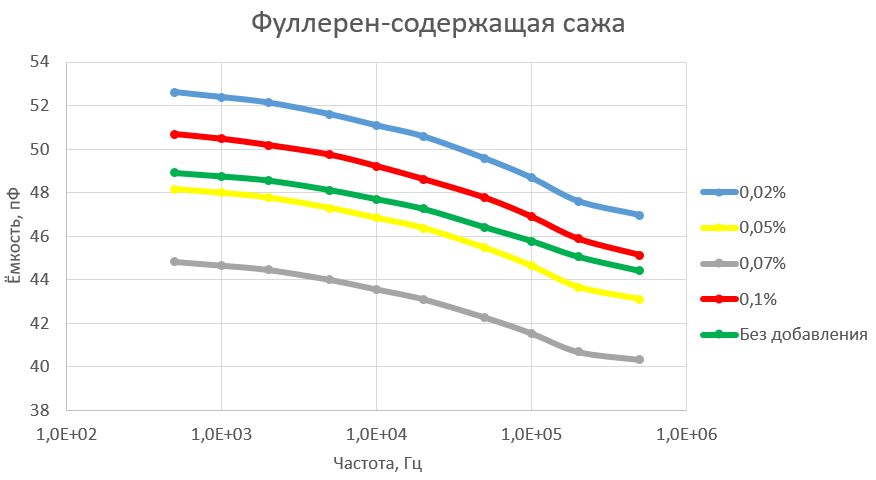 Фуллерен-содержащая сажа
54
52
50
48
46
44
42
40
38
Ёмкость, пФ
1,0E+02 1,0E+03 1,0E+04 1,0E+05 1,0E+06
Частота, Гц
0,02%
0,05%
0,07%
0,1%
Без добавления